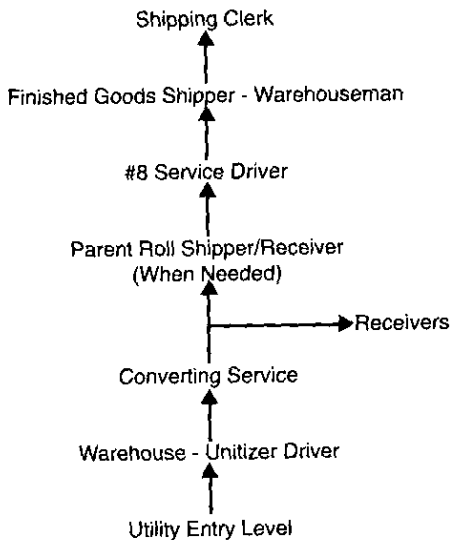 Shipping Clerk
Finished Goods Shipper - Warehouseman
#8 Service Driver
Parent Roll Shipper/Receiver
(When Needed)
Receivers
Converting Service
Warehouse - Unitizer Driver
Utility Entry Level